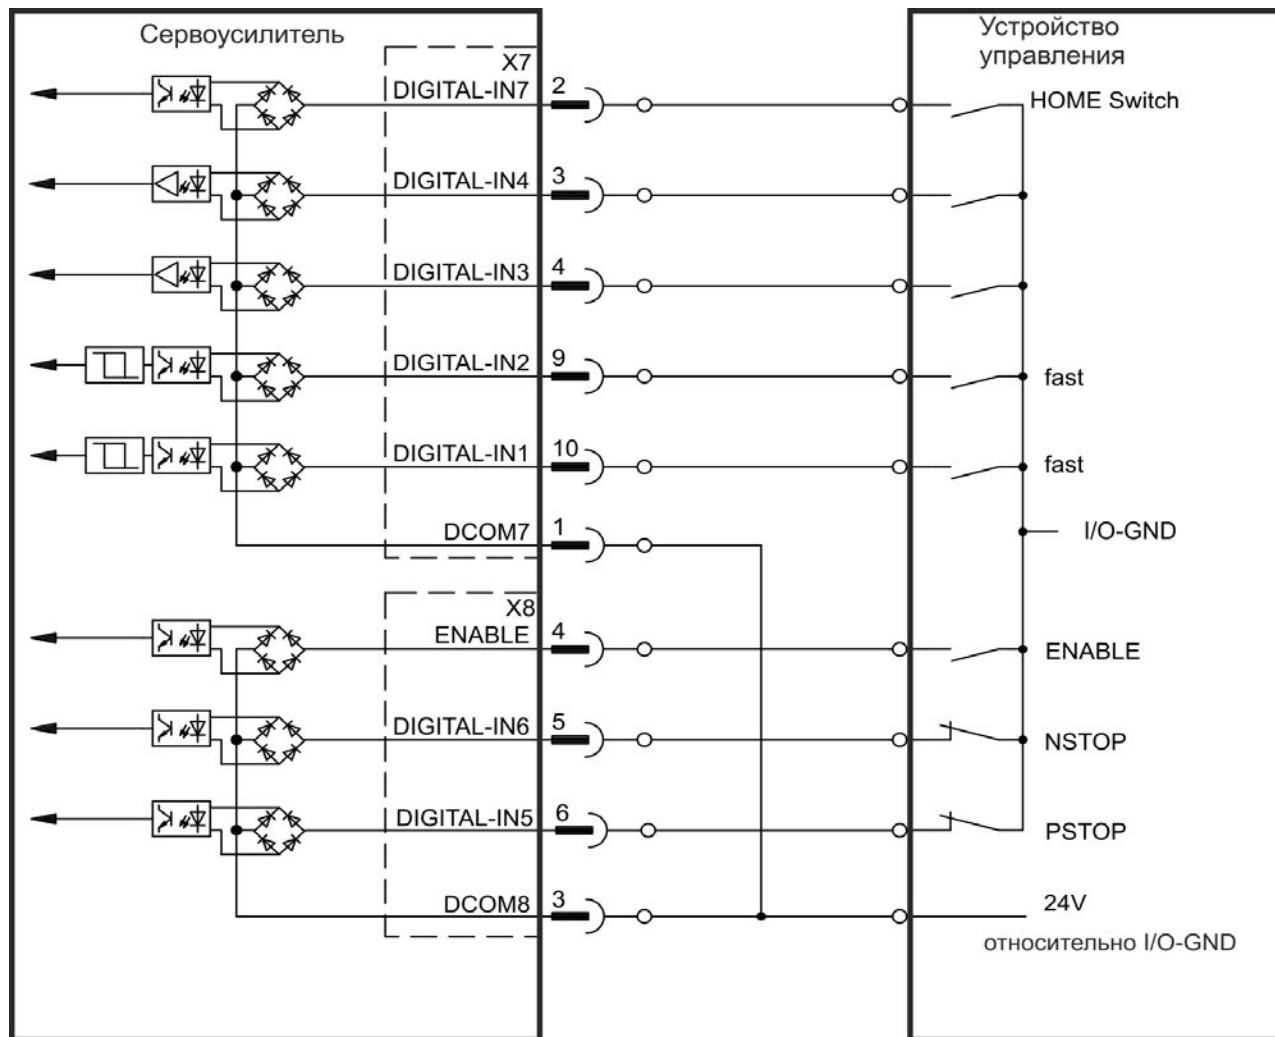 Сервоусилитель
Устройство
управления
X7
DIGITAL-IN7
2
HOME Switch
DIGITAL-IN4
3
DIGITAL-IN3
4
DIGITAL-IN2
9
fast
DIGITAL-IN1
10
fast
DCOM7
1
I/O-GND
X8
ENABLE
4
ENABLE
DIGITAL-IN6
5
NSTOP
DIGITAL-IN5
6
PSTOP
DCOM8
3
24V
относительно I/O-GND